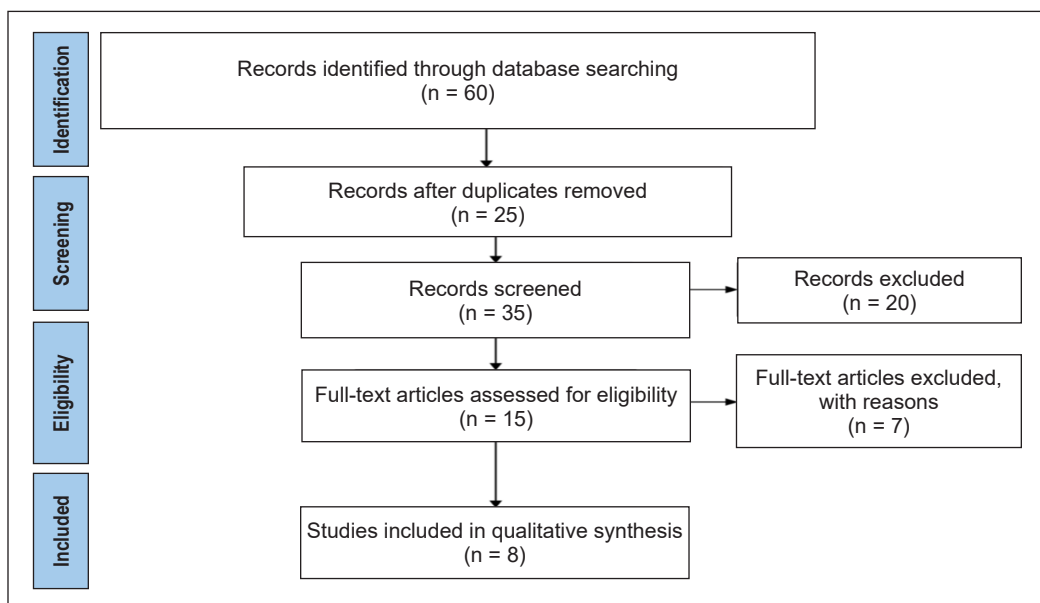 Identification
Records identified through database searching
(n = 60)
Screening
Records after duplicates removed
(n = 25)
Records screened
(n = 35)
Records excluded
(n = 20)
Eligibility
Full-text articles assessed for eligibility
(n = 15)
Full-text articles excluded,
with reasons
(n = 7)
Included
Studies included in qualitative synthesis
(n = 8)